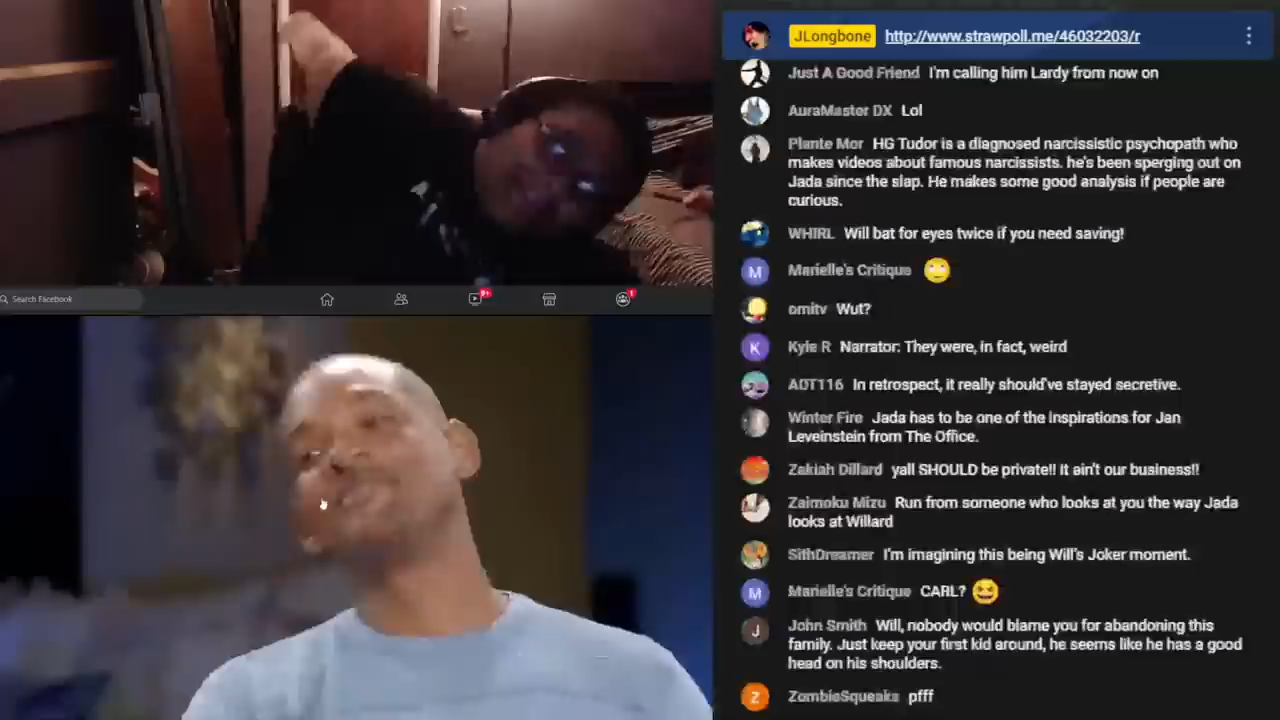 JLongbone http://www.strawpoll.me/46032203/r
Just A Good Friend I'm calling him Lardy from now on
AuraMaster DX Lol
Plante Mor HG Tudor is a diagnosed narcissistic psychopath who
makes videos about famous narcissists. he's been sperging out on
Jada since the slap. He makes some good analysis if people are
curious.
WHIRL Will bat for eyes twice if you need saving!
M Marielle's Critique
omitv Wut?
K Kyle R Narrator: They were, in fact, weird
AOT116 In retrospect, it really should've stayed secretive.
Winter Fire Jada has to be one of the inspirations for Jan
Leveinstein from The Office.
Zakiah Dillard yall SHOULD be private!! it ain't our business!!
Zaimoku Mizu Run from someone who looks at you the way Jada
looks at Willard
SithDreamer I'm imagining this being Will's Joker moment.
M Marielle's Critique CARL?
J John Smith Will, nobody would blame you for abandoning this
family. Just keep your first kid around, he seems like he has a good
head on his shoulders.
Z ZombieSqueaks pfff
Search Facebook
9+
1